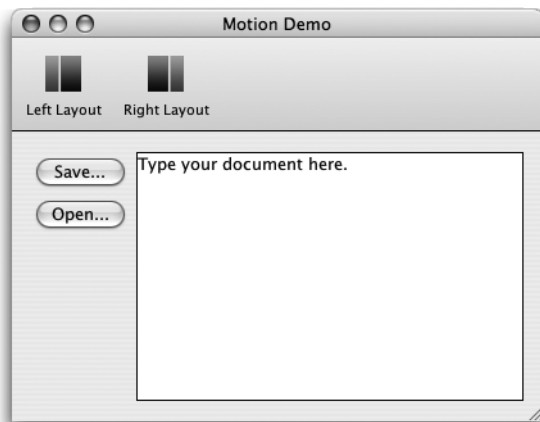 Motion Demo
Left Layout
Right Layout
Save...
Open...
Type your document here.